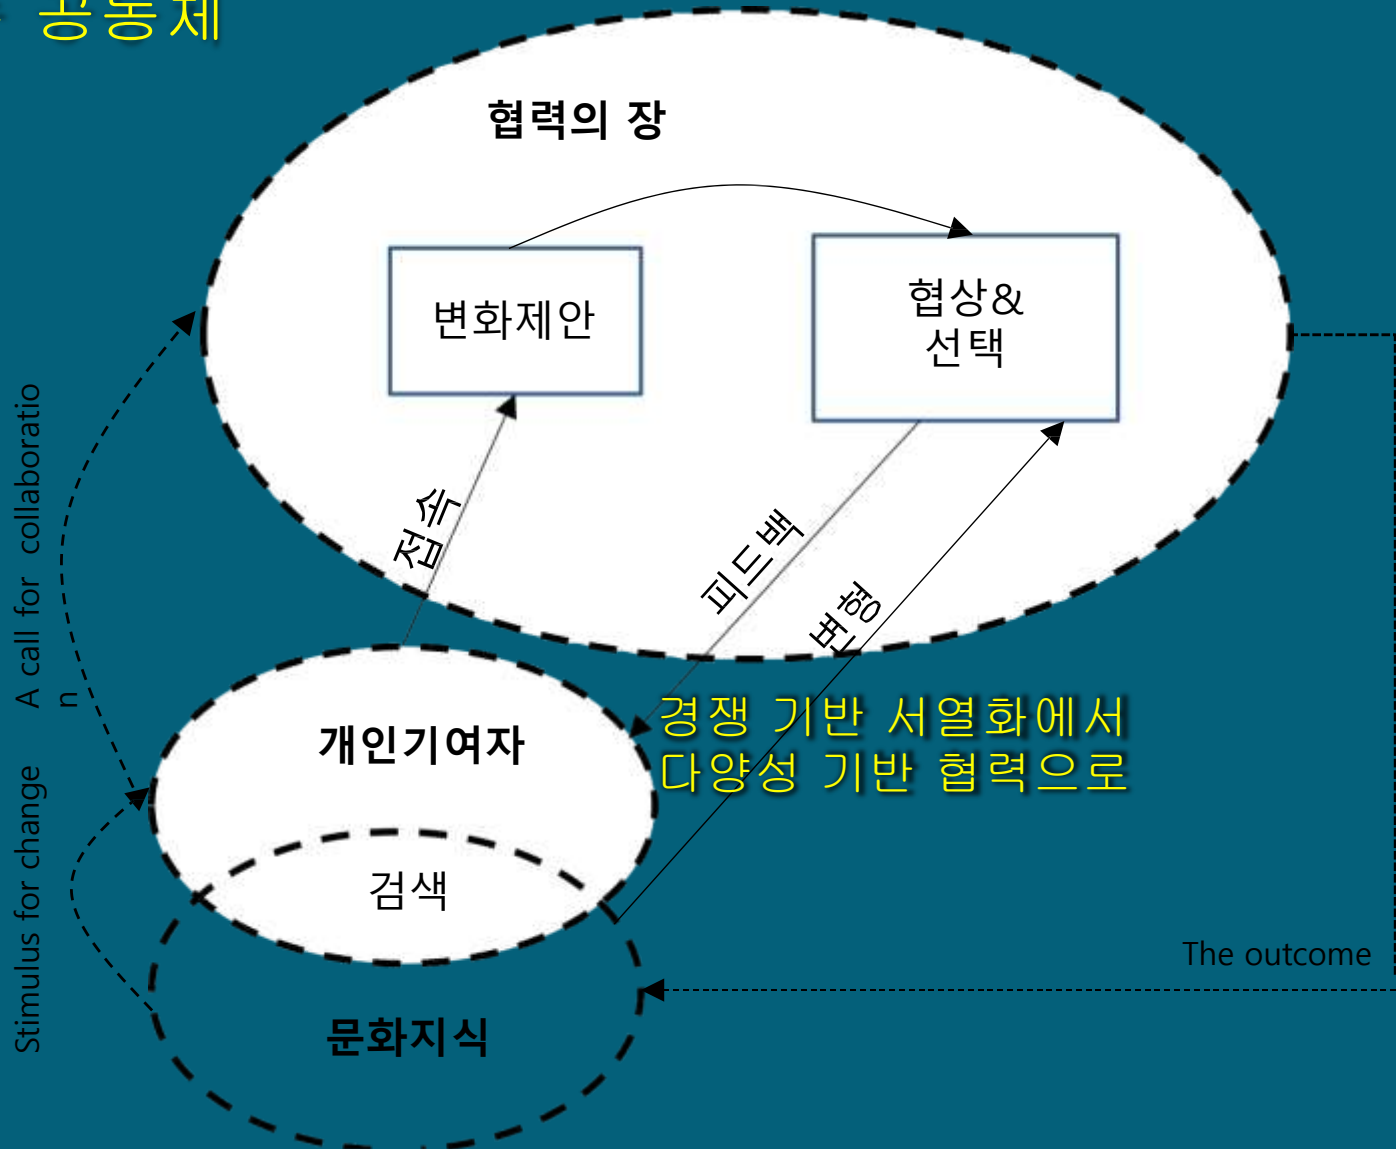 공동체
협력의 장
변화제안
협상&
선택
접속
피드백
변형
A call for collaboratio
n
개인기여자
경쟁 기반 서열화에서
다양성 기반 협력으로
검색
Stimulus for change
The outcome
문화지식